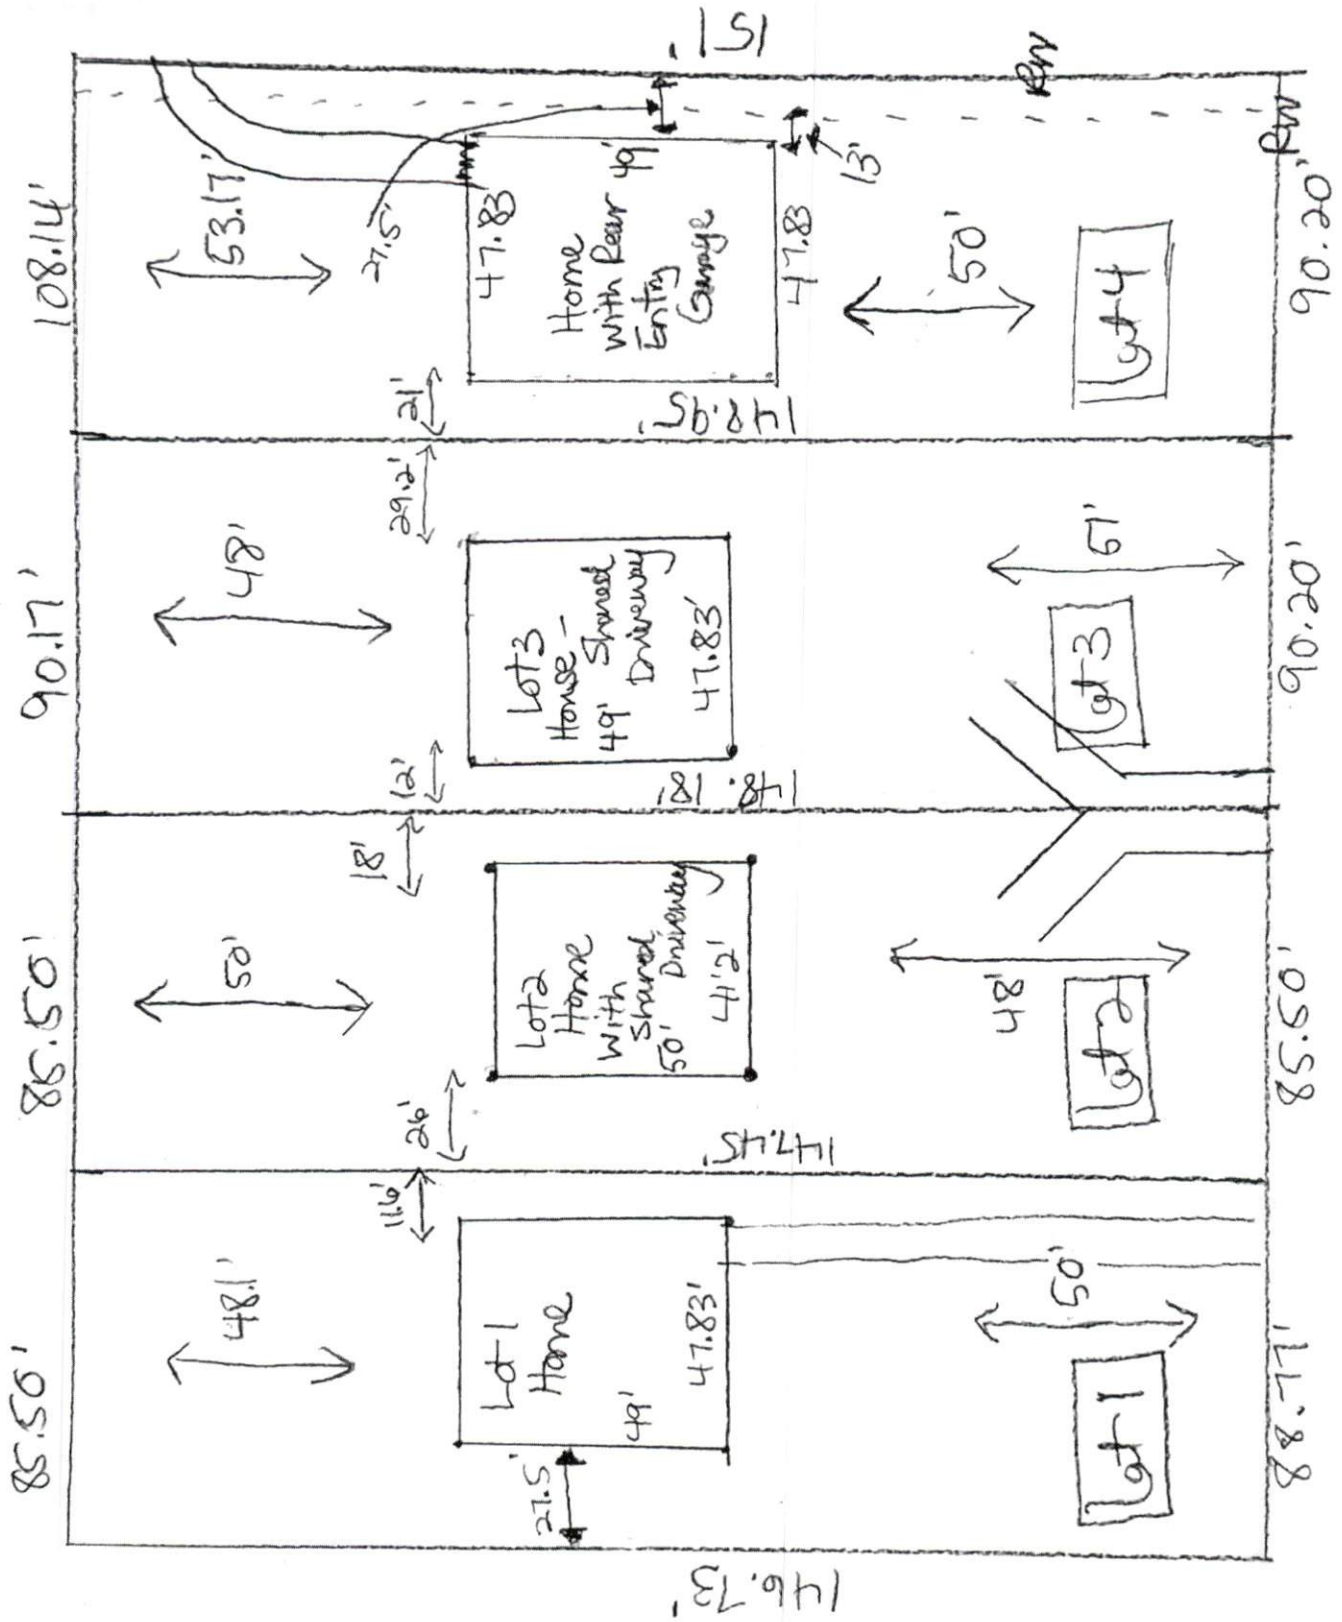 85.50'
85.50'
90.17'
108.14'
48.1'
50'
48'
53.17'
11.6'
26'
18'
12'
29.2'
21'
27.5'
27.5'
151'
R/W
R/W
Lot 1
Home
49'
47.83'
Lot 2
Home
with
Shared
50' Driveway
41'2'
Lot 3
House -
49' Shared
Driveway
47.83'
47.83
Home
with Rear 49'
Entry
Garage
47.83
13'
146.73'
147.45'
148.18'
148.95'
50'
48'
61'
50'
Lot 1
Lot 2
Lot 3
Lot 4
88.77'
85.50'
90.20'
90.20'